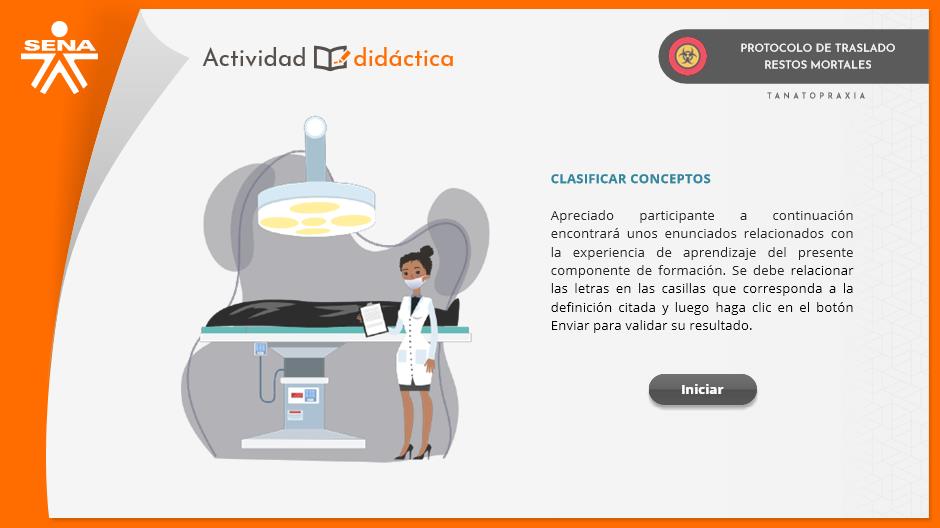 SENA
Actividad didáctica
PROTOCOLO DE TRASLADO
RESTOS MORTALES
TANATOPRAXIA
CLASIFICAR CONCEPTOS
Apreciado participante a continuación
encontrará unos enunciados relacionados con
la experiencia de aprendizaje del presente
componente de formación. Se debe relacionar
las letras en las casillas que corresponda a la
definición citada y luego haga clic en el botón
Enviar para validar su resultado.
Iniciar